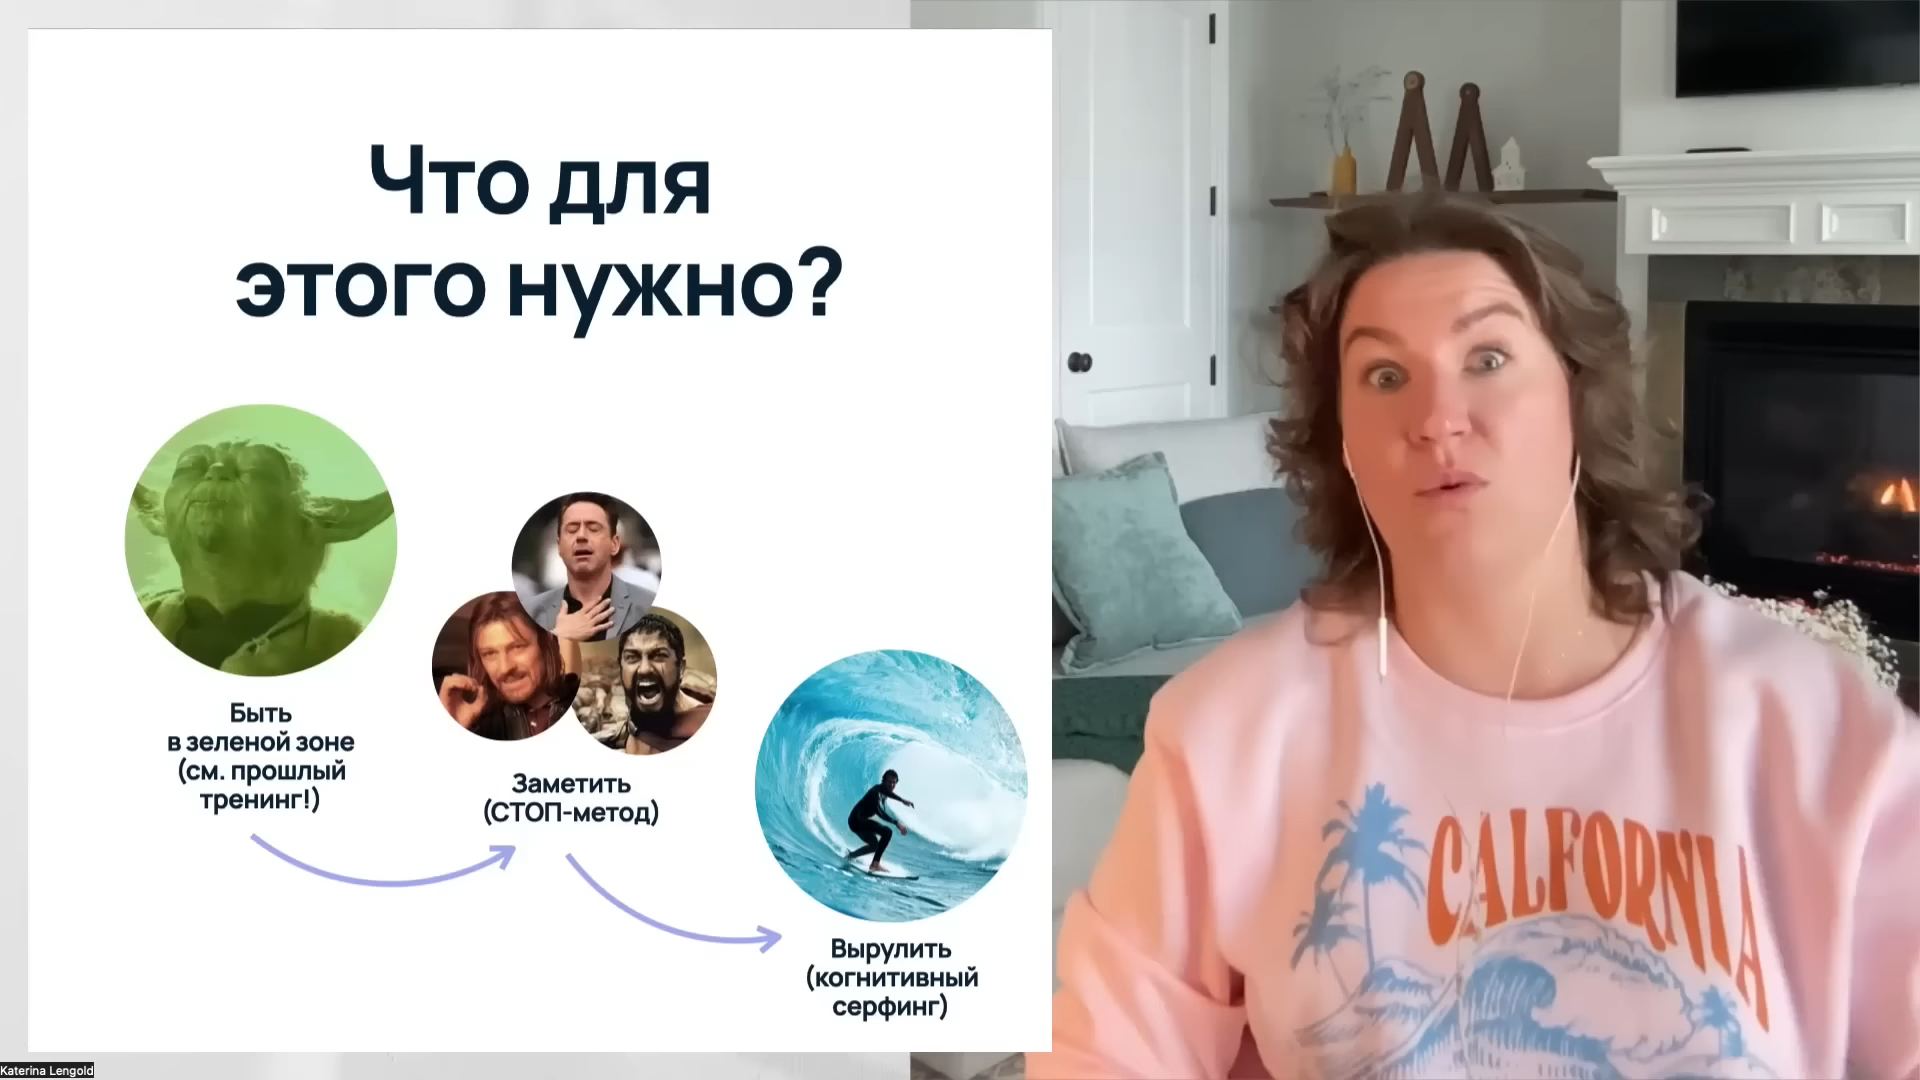 Что для
этого нужно?
Быть
в зеленой зоне
(см. прошлый
тренинг!)
Заметить
(СТОП-метод)
Вырулить
(когнитивный
серфинг)
CALFORNIA
Katerina Lengold